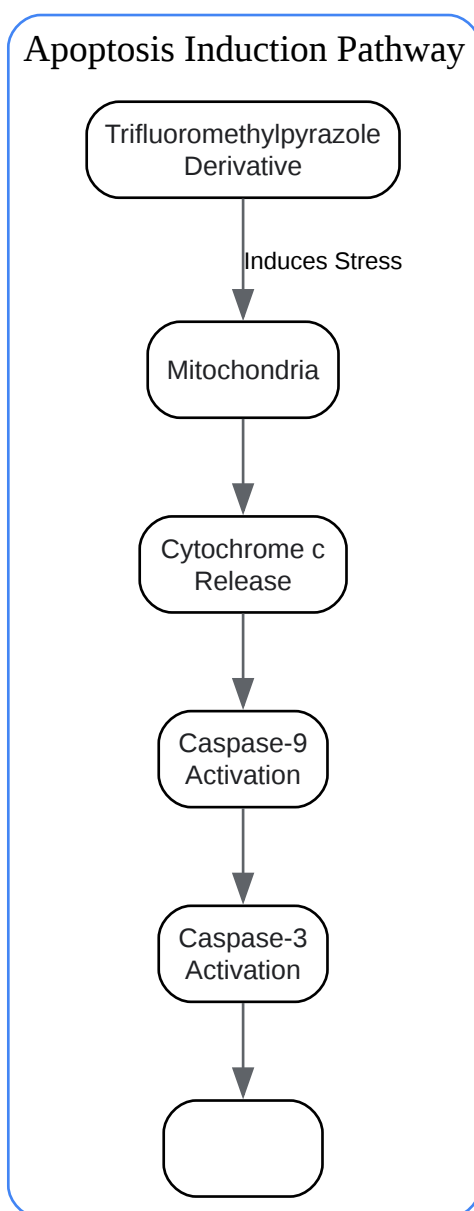 Apoptosis Induction Pathway
Trifluoromethylpyrazole
Derivative
Induces Stress
Mitochondria
Cytochrome c
Release
Caspase-9
Activation
Caspase-3
Activation